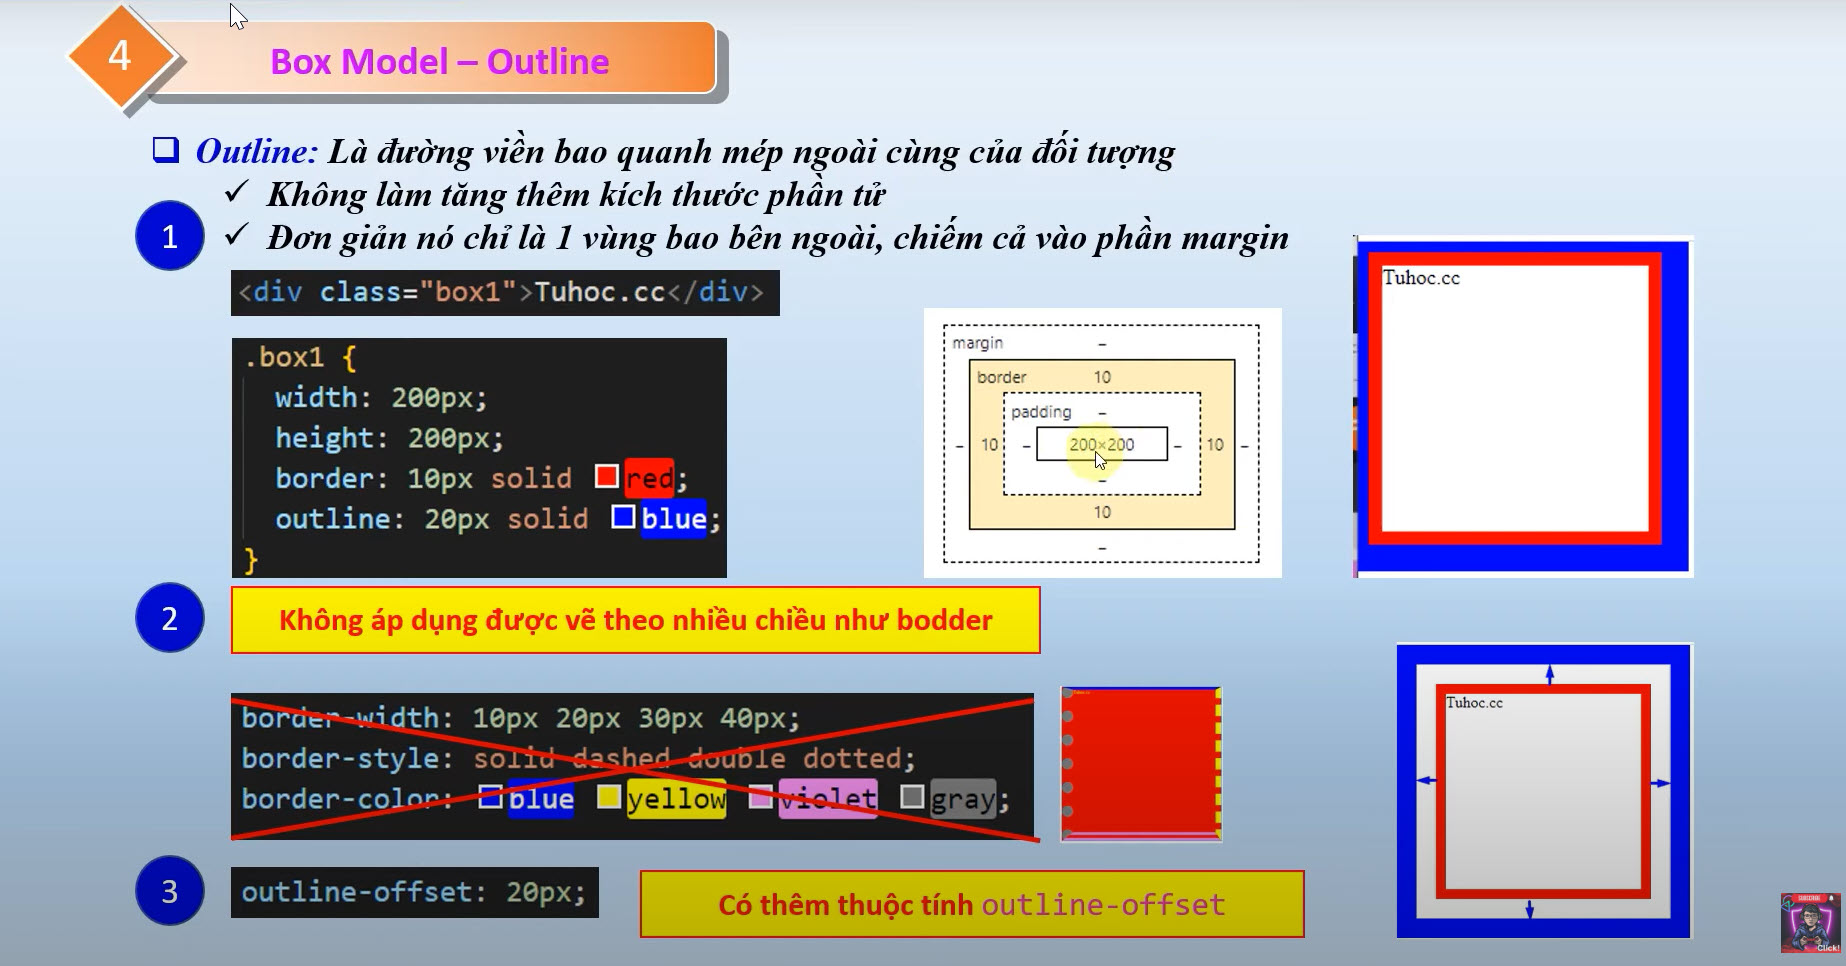 4
Box Model – Outline
Outline: Là đường viền bao quanh mép ngoài cùng của đối tượng
Không làm tăng thêm kích thước phần tử
1
Đơn giản nó chỉ là 1 vùng bao bên ngoài, chiếm cả vào phần margin
<div class="box1">Tuhoc.cc</div>
.box1 {
width: 200px;
height: 200px;
border: 10px solid red;
outline: 20px solid blue;
}
margin –
border 10
padding –
– 10 – 200×200 – 10 –
–
10
–
Tuhoc.cc
2
Không áp dụng được vẽ theo nhiều chiều như bodder
border-width: 10px 20px 30px 40px;
border-style: solid dashed double dotted;
border-color: blue yellow violet gray;
Tuhoc.cc
3
outline-offset: 20px;
Có thêm thuộc tính outline-offset
SUBSCRIBE
Click!